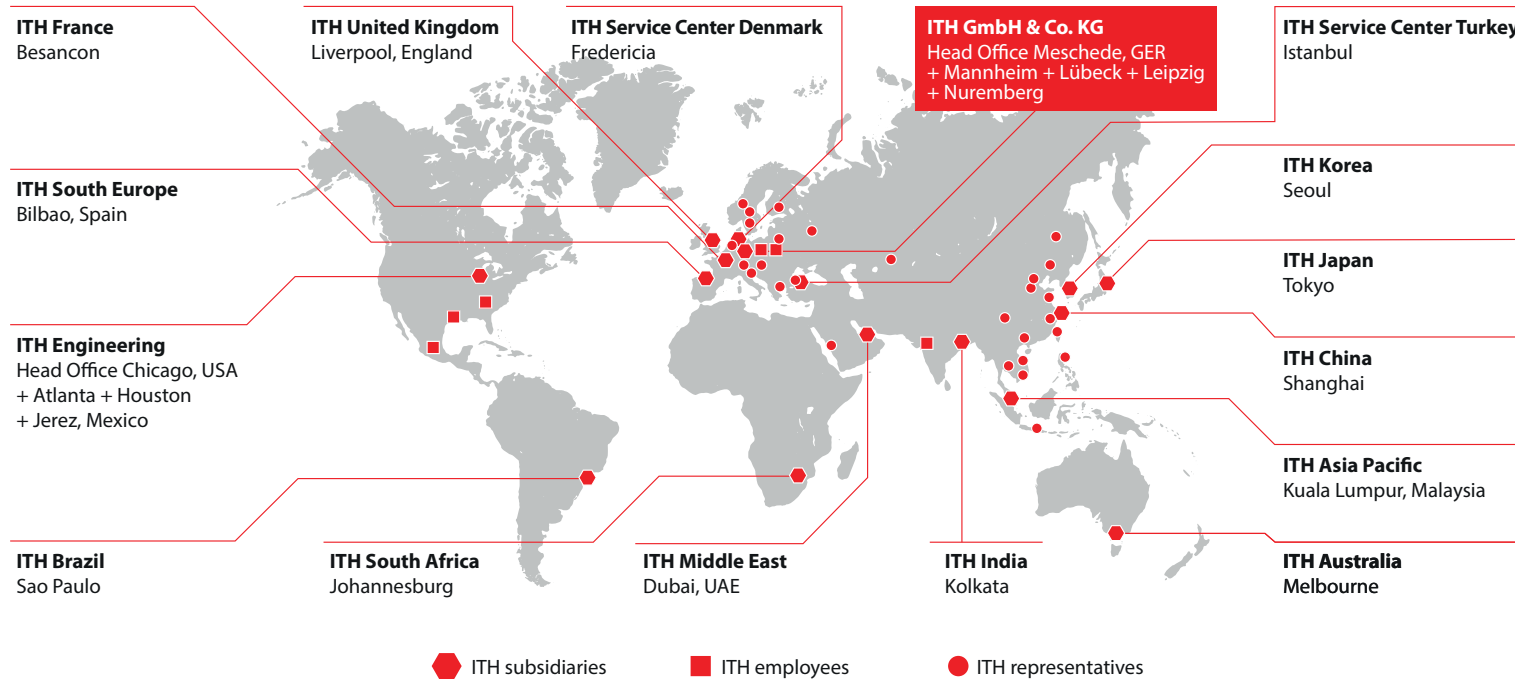 ITH France
Besancon
ITH United Kingdom
Liverpool, England
ITH Service Center Denmark
Fredericia
ITH GmbH & Co. KG
Head Office Meschede, GER
+ Mannheim + Lübeck + Leipzig
+ Nuremberg
ITH Service Center Turkey
Istanbul
ITH South Europe
Bilbao, Spain
ITH Korea
Seoul
ITH Japan
Tokyo
ITH Engineering
Head Office Chicago, USA
+ Atlanta + Houston
+ Jerez, Mexico
ITH China
Shanghai
ITH Asia Pacific
Kuala Lumpur, Malaysia
ITH Brazil
Sao Paulo
ITH South Africa
Johannesburg
ITH Middle East
Dubai, UAE
ITH India
Kolkata
ITH Australia
Melbourne
ITH subsidiaries
ITH employees
ITH representatives